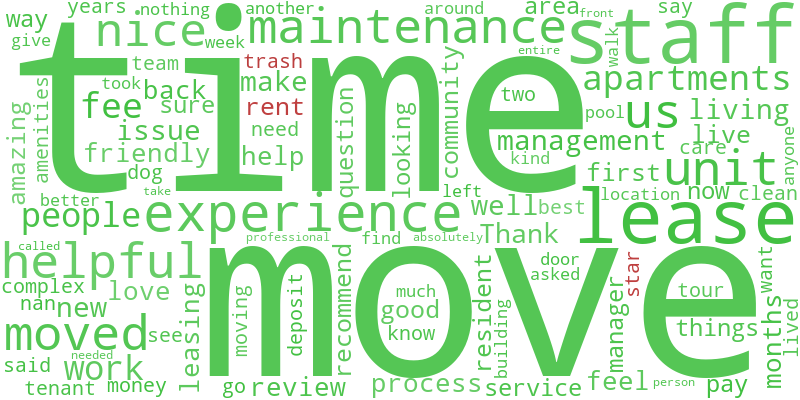 years nothing another around area front say
way nice maintenance staff
give week entire walk
time
team trash apartments
amazing amenities fee back make two
sure rent question looking community us pool living
issue need management live anyone
friendly help kind care
dog first unit
take left location now clean
better people experience well best lease
called professional find absolutely Thank
helpful move
complex love door
nan new moving deposit recommend much asked star tour want
good resident building manager
moved see know things months lived
needed
said work leasing
tenant money go review process service feel person pay